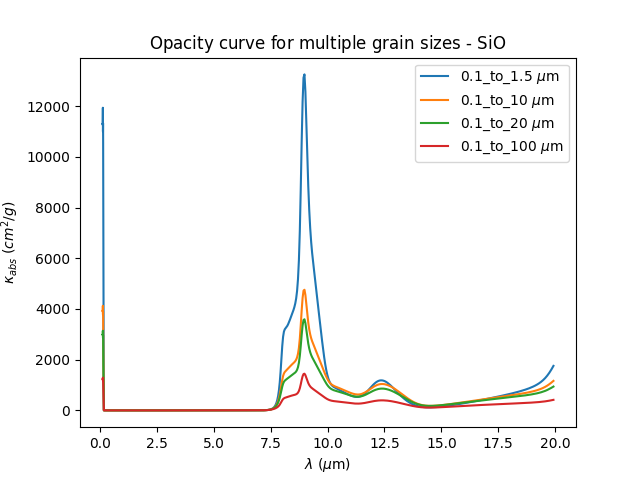 Opacity curve for multiple grain sizes - SiO
0.1_to_1.5 μm
0.1_to_10 μm
0.1_to_20 μm
0.1_to_100 μm
κabs (cm²/g)
12000
10000
8000
6000
4000
2000
0
0.0 2.5 5.0 7.5 10.0 12.5 15.0 17.5 20.0
λ (μm)